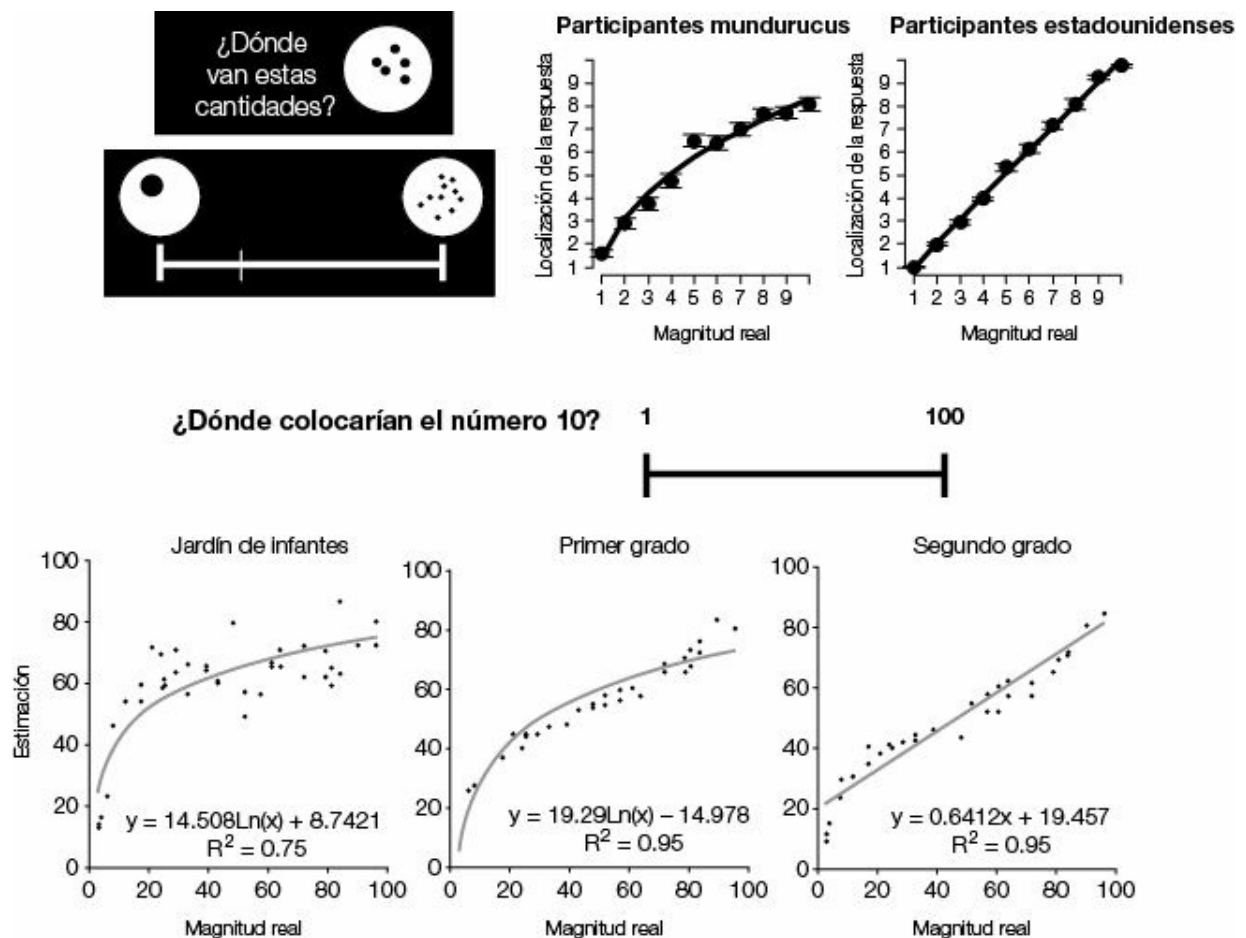 ¿Dónde
van estas
cantidades?
Participantes mundurucus
Localización de la respuesta
9
8
7
6
5
4
3
2
1
1 2 3 4 5 6 7 8 9
Magnitud real
Participantes estadounidenses
Localización de la respuesta
9
8
7
6
5
4
3
2
1
1 2 3 4 5 6 7 8 9
Magnitud real
¿Dónde colocarían el número 10? 1 100
Jardín de infantes
Estimación
100
80
60
40
20
0
y = 14.508Ln(x) + 8.7421
R² = 0.75
0 20 40 60 80 100
Magnitud real
Primer grado
100
80
60
40
20
0
y = 19.29Ln(x) – 14.978
R² = 0.95
0 20 40 60 80 100
Magnitud real
Segundo grado
100
80
60
40
20
0
y = 0.6412x + 19.457
R² = 0.95
0 20 40 60 80 100
Magnitud real